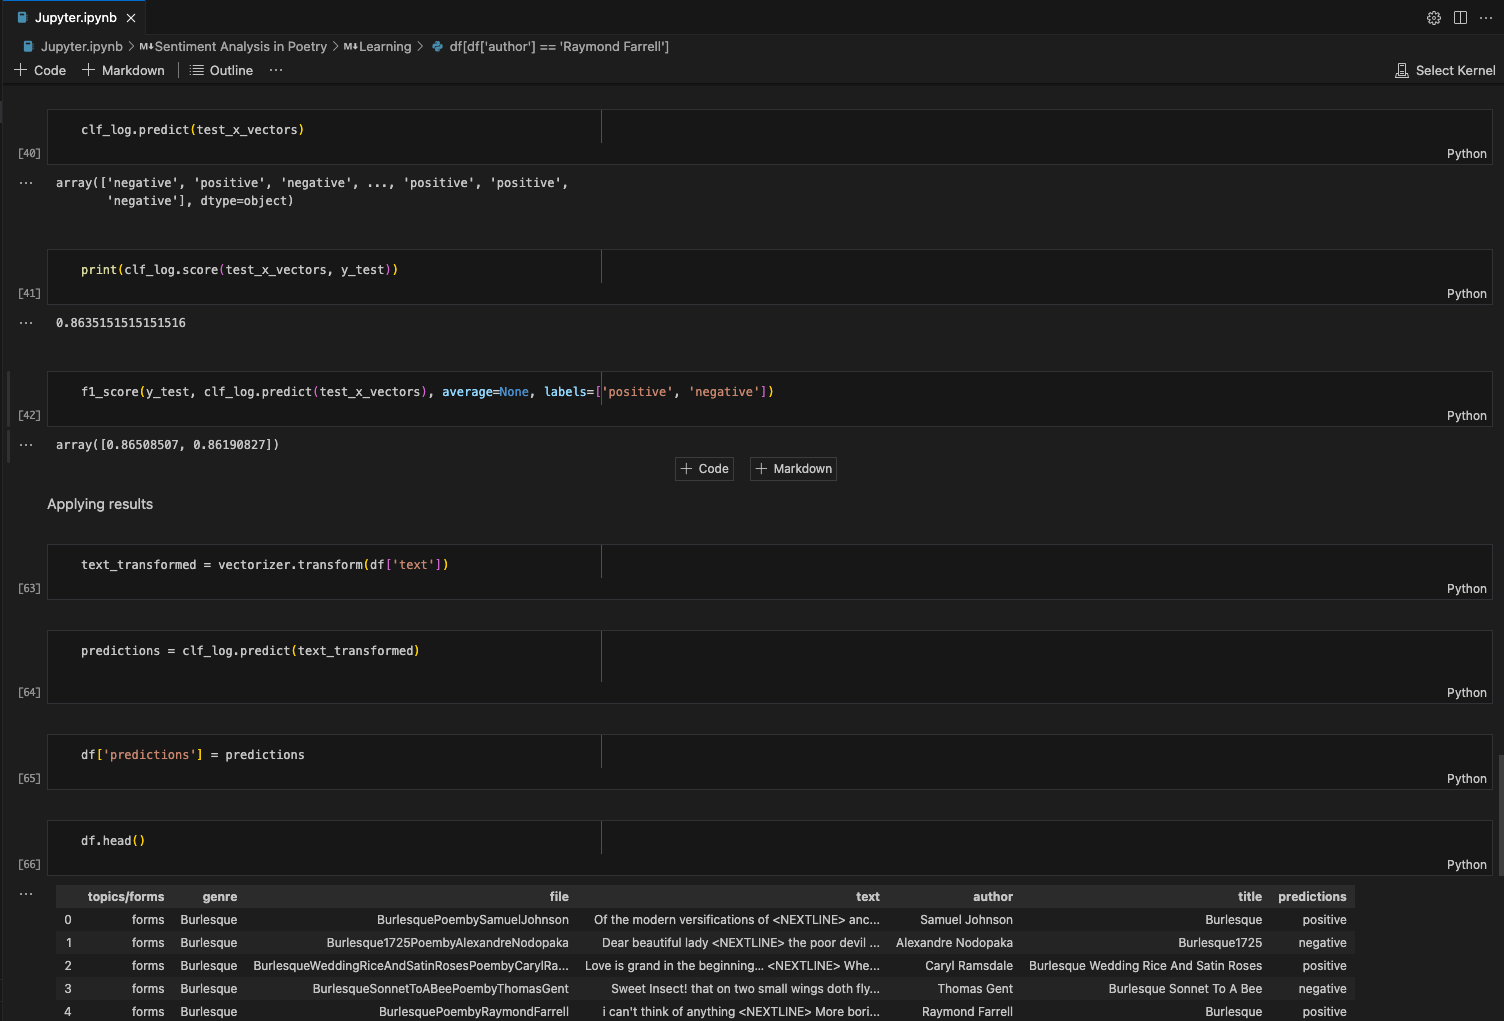 Jupyter.ipynb
Jupyter.ipynb > M↓Sentiment Analysis in Poetry > M↓Learning > df[df['author'] == 'Raymond Farrell']
+ Code + Markdown Outline ... Select Kernel
clf_log.predict(test_x_vectors)
[40] Python
... array(['negative', 'positive', 'negative', ..., 'positive', 'positive',
'negative'], dtype=object)
print(clf_log.score(test_x_vectors, y_test))
[41] Python
... 0.8635151515151516
f1_score(y_test, clf_log.predict(test_x_vectors), average=None, labels=['positive', 'negative'])
[42] Python
... array([0.86508507, 0.86190827])
+ Code + Markdown
Applying results
text_transformed = vectorizer.transform(df['text'])
[63] Python
predictions = clf_log.predict(text_transformed)
[64] Python
df['predictions'] = predictions
[65] Python
df.head()
[66] Python
... topics/forms genre file text author title predictions
0 forms Burlesque BurlesquePoembySamuelJohnson Of the modern versifications of <NEXTLINE> anc... Samuel Johnson Burlesque positive
1 forms Burlesque Burlesque1725PoembyAlexandreNodopaka Dear beautiful lady <NEXTLINE> the poor devil ... Alexandre Nodopaka Burlesque1725 negative
2 forms Burlesque BurlesqueWeddingRiceAndSatinRosesPoembyCarylRa... Love is grand in the beginning... <NEXTLINE> Whe... Caryl Ramsdale Burlesque Wedding Rice And Satin Roses positive
3 forms Burlesque BurlesqueSonnetToABeePoembyThomasGent Sweet Insect! that on two small wings doth fly... Thomas Gent Burlesque Sonnet To A Bee negative
4 forms Burlesque BurlesquePoembyRaymondFarrell i can't think of anything <NEXTLINE> More bori... Raymond Farrell Burlesque positive